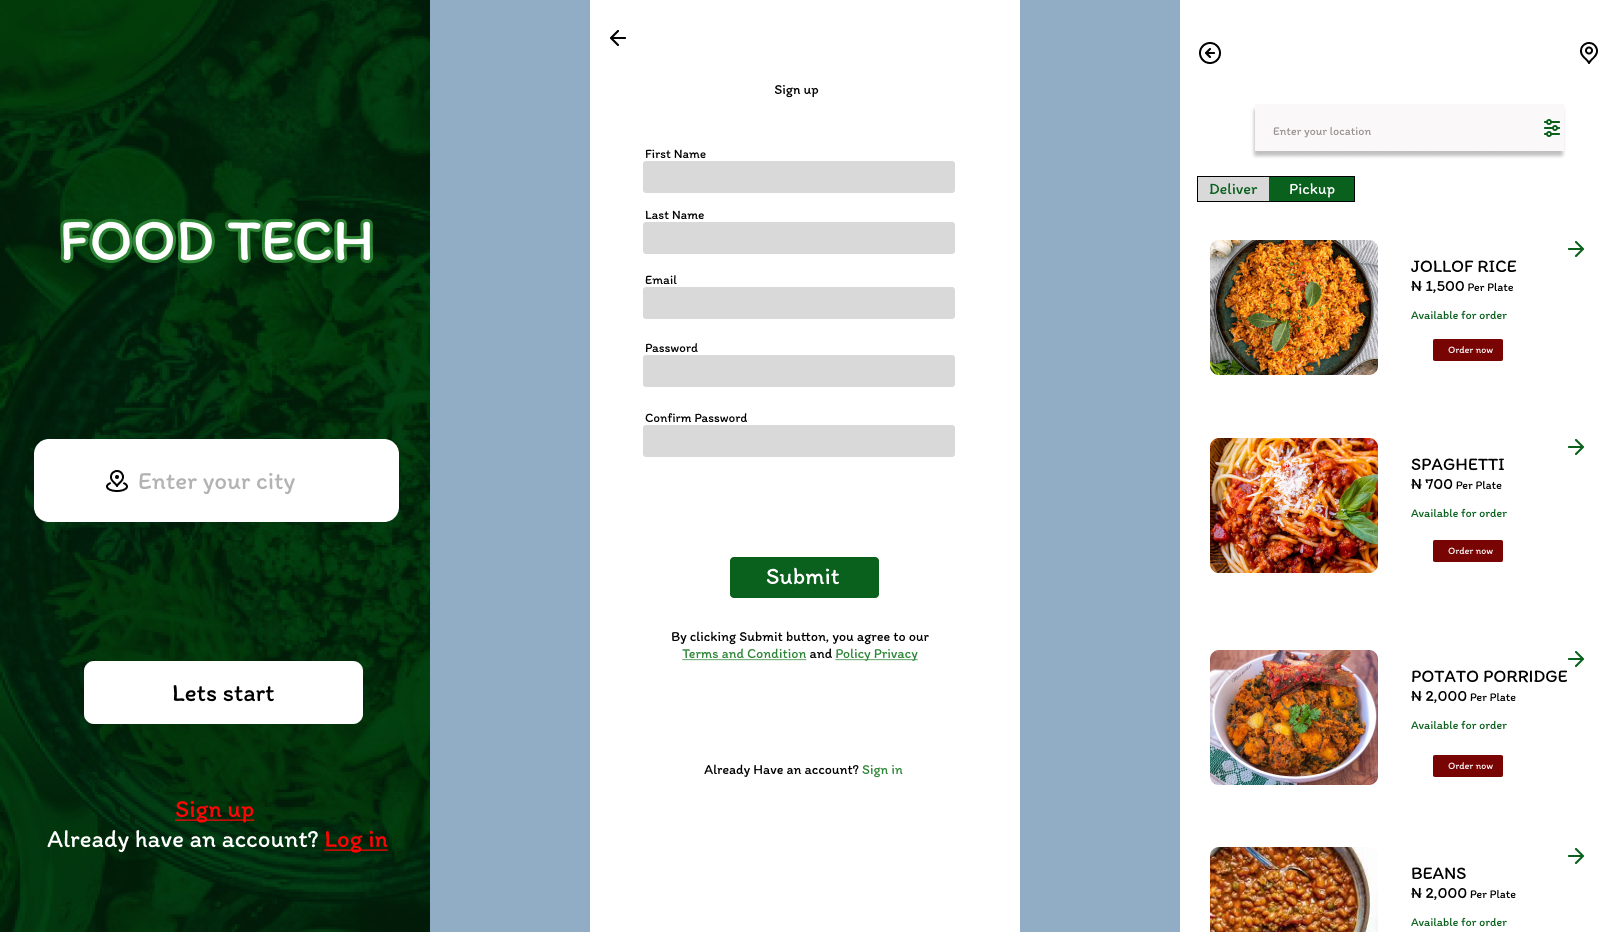 FOOD TECH
Enter your city
Lets start
Sign up
Already have an account? Log in
Sign up
First Name
Last Name
Email
Password
Confirm Password
Submit
By clicking Submit button, you agree to our
Terms and Condition and Policy Privacy
Already Have an account? Sign in
Enter your location
Deliver Pickup
JOLLOF RICE
₦ 1,500 Per Plate
Available for order
Order now
SPAGHETTI
₦ 700 Per Plate
Available for order
Order now
POTATO PORRIDGE
₦ 2,000 Per Plate
Available for order
Order now
BEANS
₦ 2,000 Per Plate
Available for order